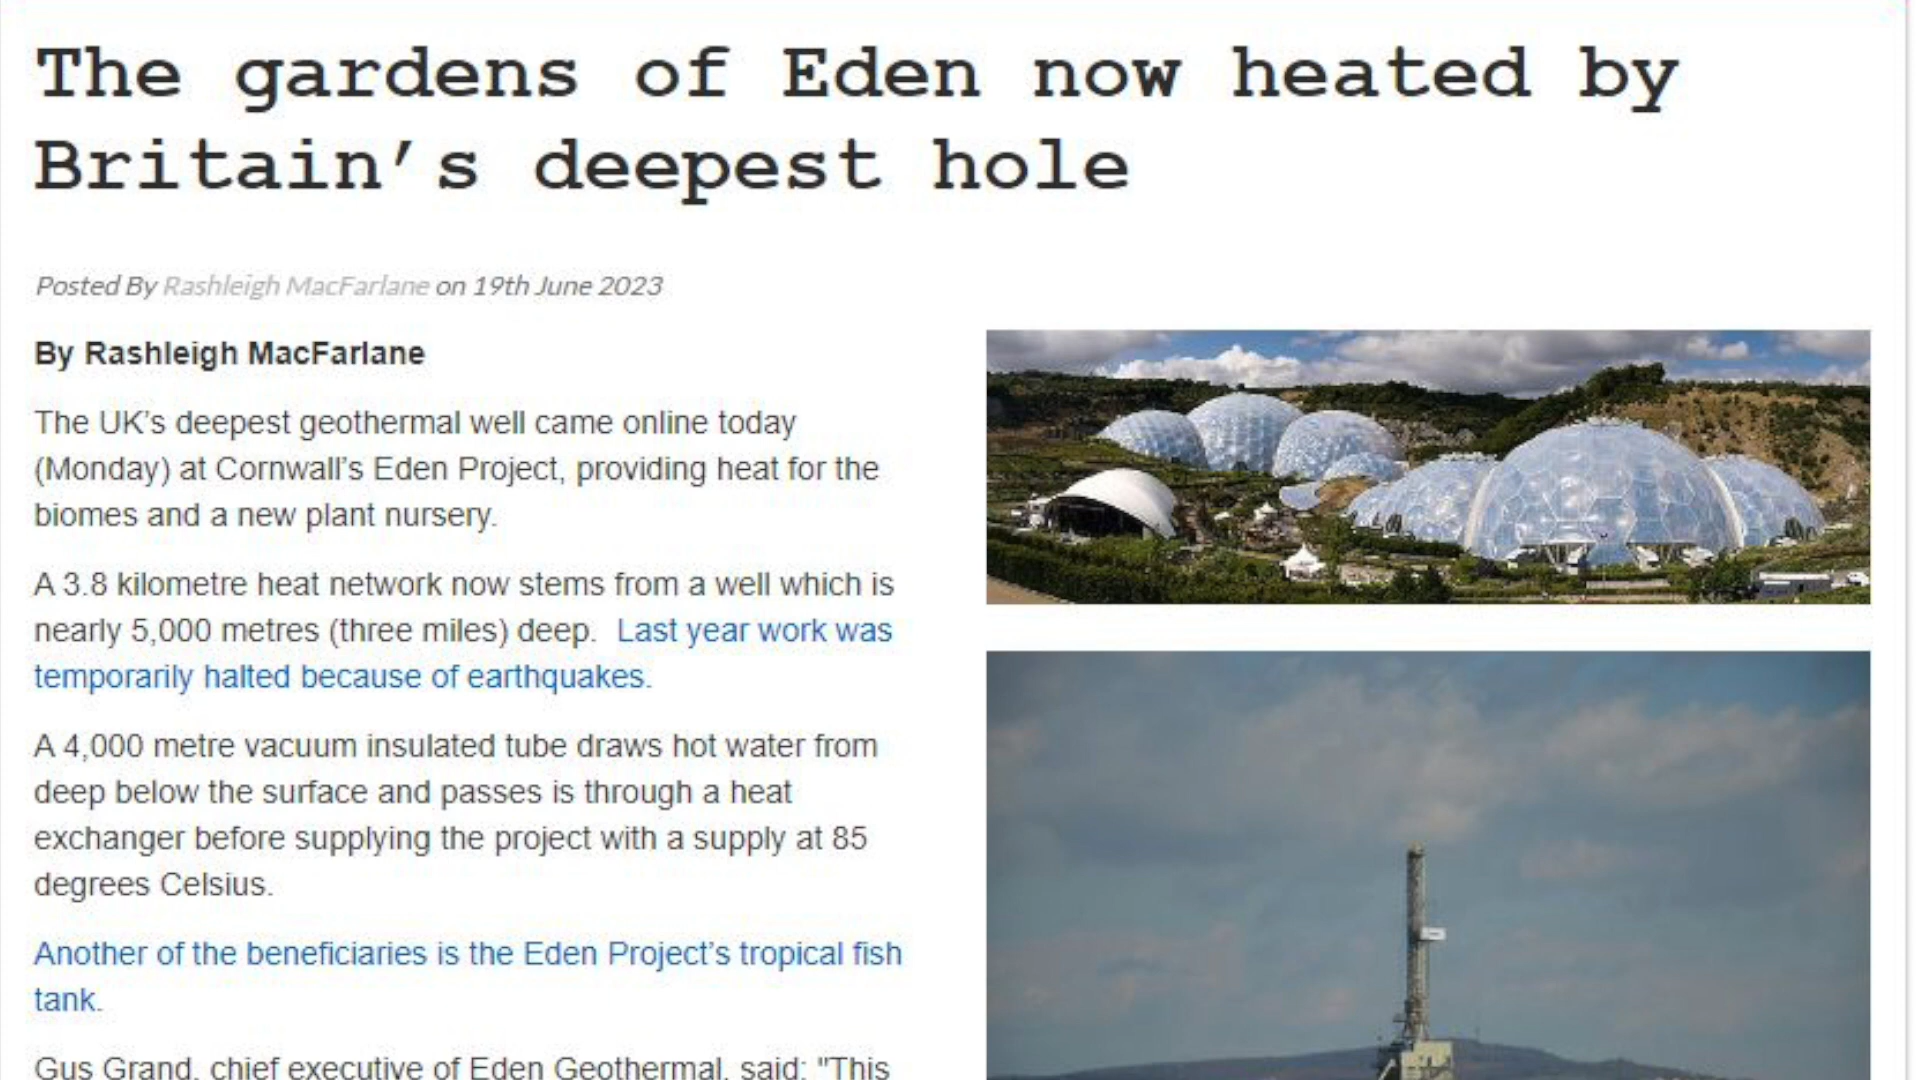 The gardens of Eden now heated by
Britain's deepest hole
Posted By Rashleigh MacFarlane on 19th June 2023
By Rashleigh MacFarlane
The UK's deepest geothermal well came online today
(Monday) at Cornwall's Eden Project, providing heat for the
biomes and a new plant nursery.
A 3.8 kilometre heat network now stems from a well which is
nearly 5,000 metres (three miles) deep.  Last year work was
temporarily halted because of earthquakes.
A 4,000 metre vacuum insulated tube draws hot water from
deep below the surface and passes is through a heat
exchanger before supplying the project with a supply at 85
degrees Celsius.
Another of the beneficiaries is the Eden Project's tropical fish
tank.
Gus Grand, chief executive of Eden Geothermal, said: "This